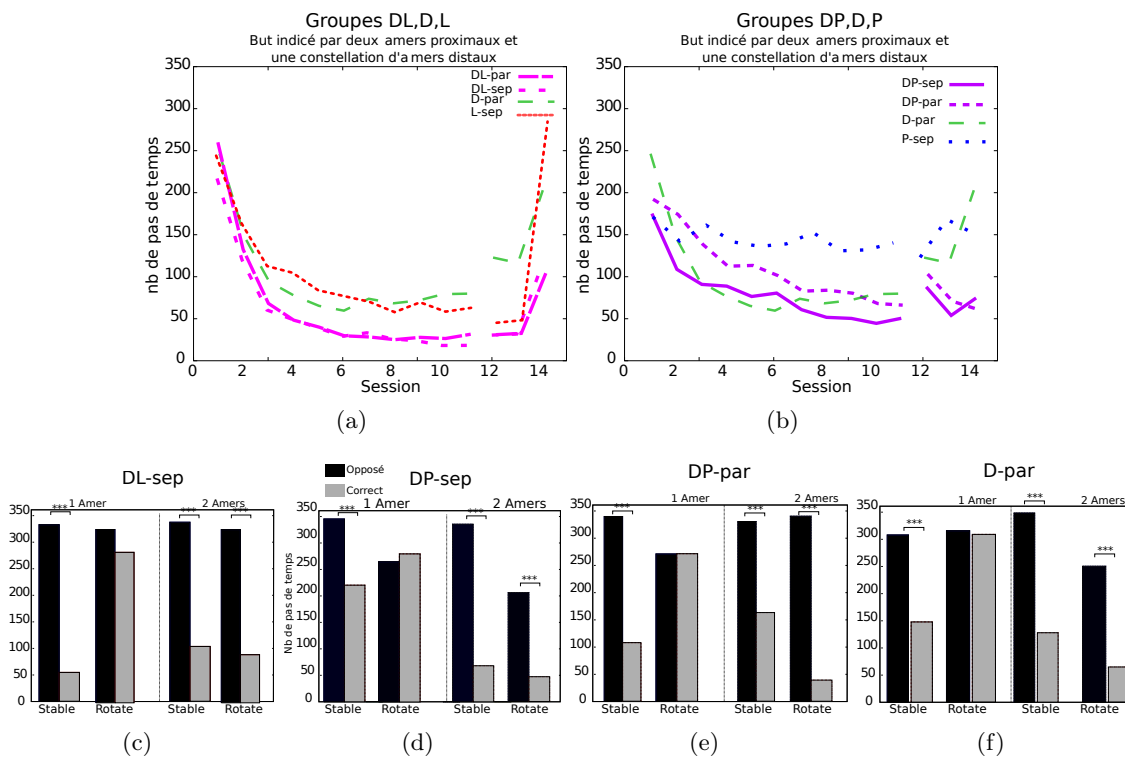 Groupes DL,D,L
But indiqué par deux amers proximaux et
une constellation d'amers distaux
350
300
250
200
150
100
50
0
nb de pas de temps
DL-par
DL-sep
D-par
L-sep
0 2 4 6 8 10 12 14
Session
(a)
Groupes DP,D,P
But indiqué par deux amers proximaux et
une constellation d'amers distaux
350
300
250
200
150
100
50
0
nb de pas de temps
DP-sep
DP-par
D-par
P-sep
0 2 4 6 8 10 12 14
Session
(b)
DL-sep
1 Amer 2 Amers
350
300
250
200
150
100
50
0
*** *** ***
Stable Rotate Stable Rotate
(c)
Opposé
Correct
DP-sep
1 Amer 2 Amers
Nb de pas de temps
350
300
250
200
150
100
50
0
*** *** ***
Stable Rotate Stable Rotate
(d)
DP-par
1 Amer 2 Amers
350
300
250
200
150
100
50
0
*** *** ***
Stable Rotate Stable Rotate
(e)
D-par
1 Amer 2 Amers
350
300
250
200
150
100
50
0
*** *** ***
Stable Rotate Stable Rotate
(f)